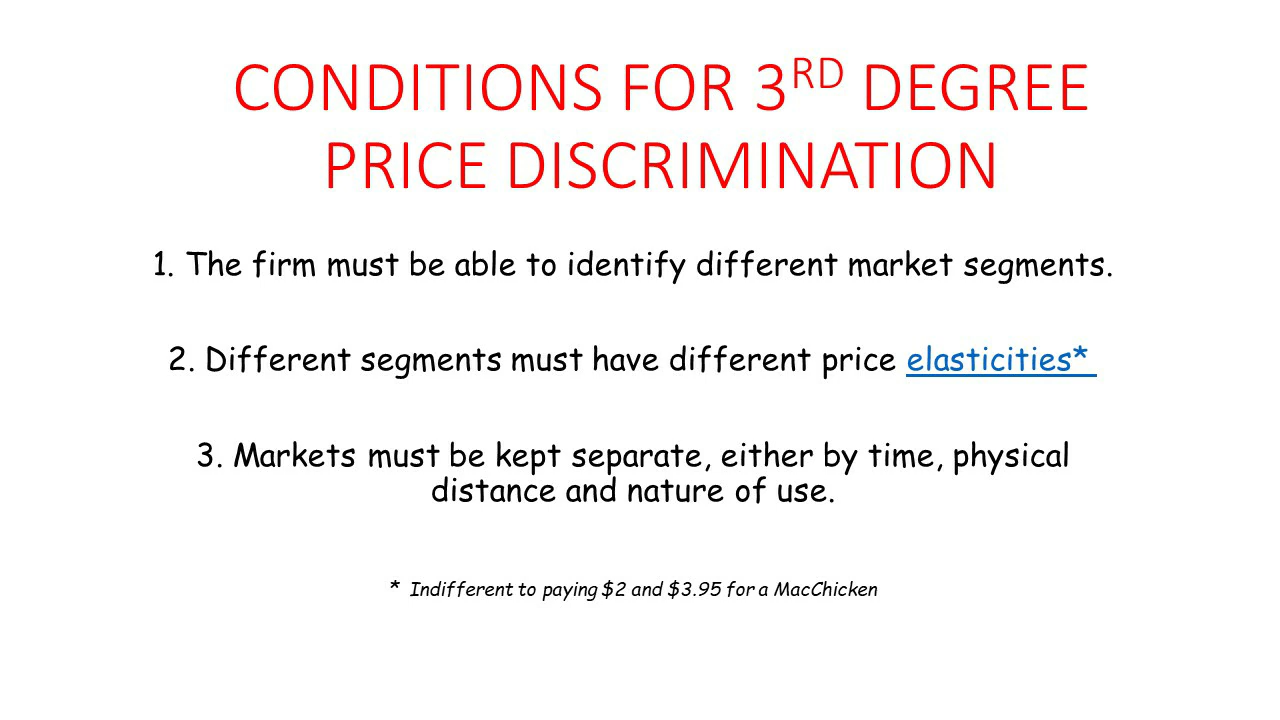 CONDITIONS FOR 3RD DEGREE
PRICE DISCRIMINATION
1. The firm must be able to identify different market segments.
2. Different segments must have different price elasticities*
3. Markets must be kept separate, either by time, physical
distance and nature of use.
* Indifferent to paying $2 and $3.95 for a MacChicken